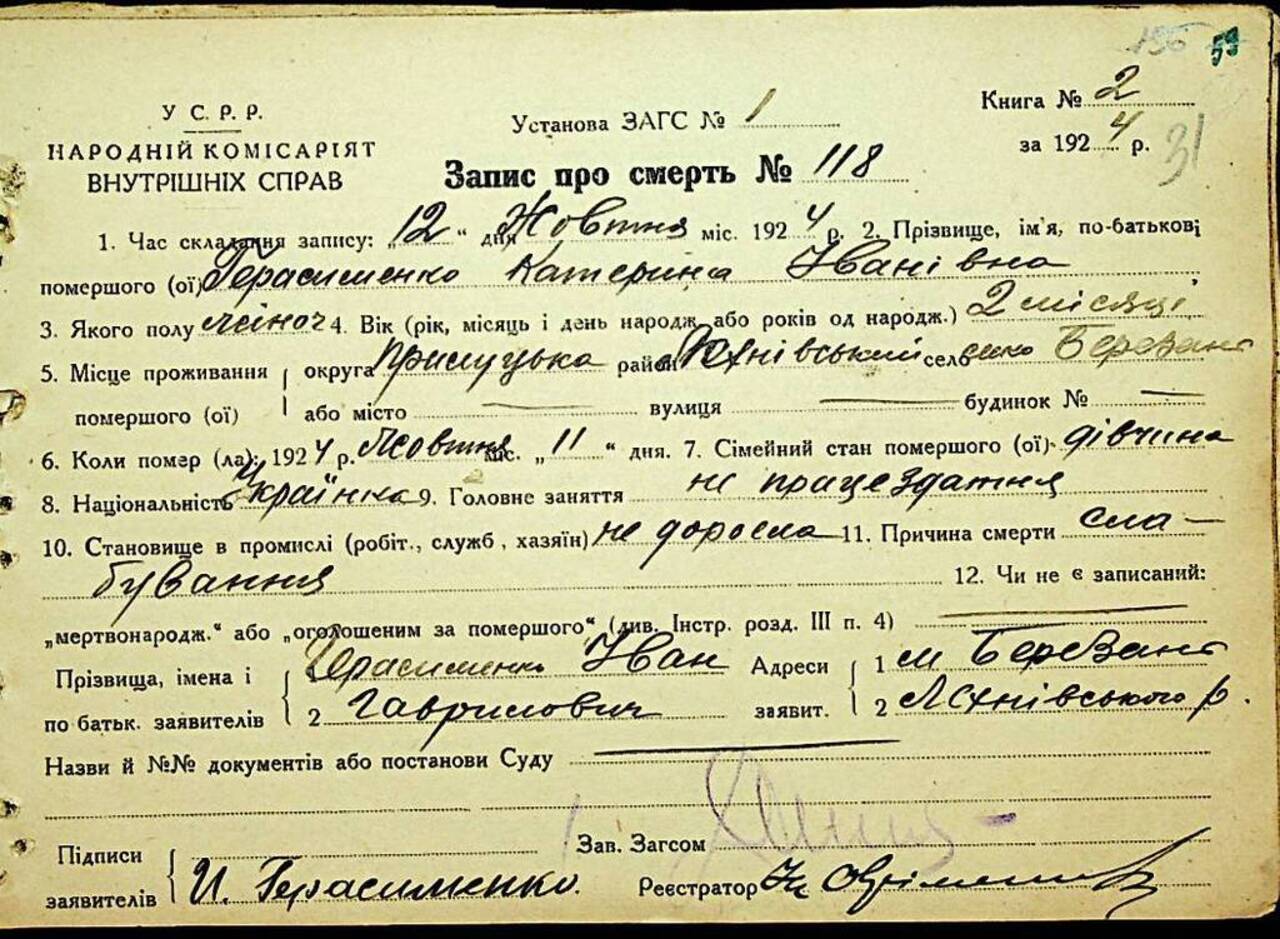 59
У С. Р. Р.
НАРОДНІЙ КОМІСАРІЯТ
ВНУТРІШНІХ СПРАВ
Установа ЗАГС № 1
Запис про смерть № 118
Книга № 2
за 1924 р.
31
1. Час складання запису: „12“ дня Жовтня міс. 1924 р. 2. Прізвище, ім'я, по-батькові
помершого (ої) Герасименко Катерина Іванівна
3. Якого полу жіноч 4. Вік (рік, місяць і день народж. або років од народж.) 2 місяці
5. Місце проживання округа Прилуцька район Яхнівський село Березант
помершого (ої) або місто вулиця будинок №
6. Коли помер (ла): 1924 р. Жовтня міс. „11“ дня. 7. Сімейний стан помершого (ої) дівчина
8. Національність Українка 9. Головне заняття не працездатня
10. Становище в промислі (робіт., служб, хазяїн) не доросла 11. Причина смерти сла-
бування 12. Чи не є записаний:
„мертвонароdж.“ або „оголошеним за помершого“ (див. Інстр. розд. III п. 4)
Прізвища, імена і 1 Герасименко Іван Адреси 1 Березант
по батьк. заявителів 2 Гаврилович заявит. 2 Яхнівського р.
Назви й №№ документів або постанови Суду
Підписи Зав. Загсом
заявителів И. Герасименко. Реєстратор